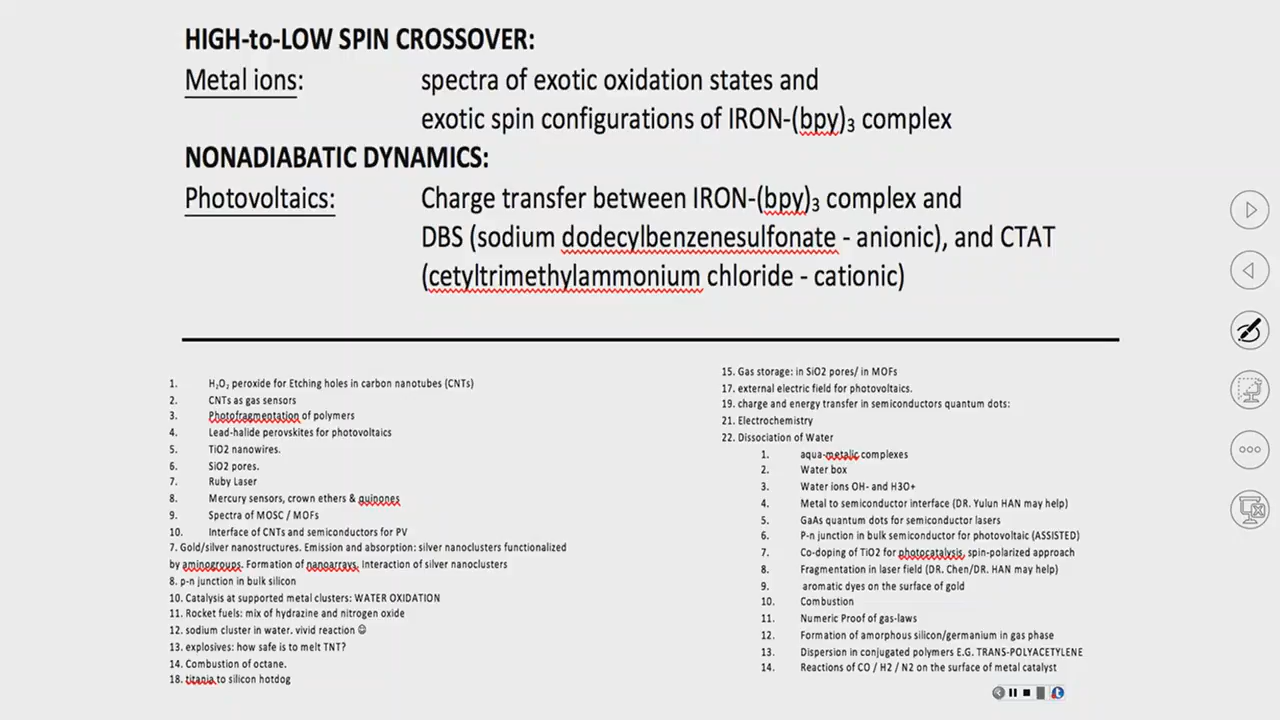 HIGH-to-LOW SPIN CROSSOVER:
Metal ions: spectra of exotic oxidation states and
exotic spin configurations of IRON-(bpy)₃ complex
NONADIABATIC DYNAMICS:
Photovoltaics: Charge transfer between IRON-(bpy)₃ complex and
DBS (sodium dodecylbenzenesulfonate - anionic), and CTAT
(cetyltrimethylammonium chloride - cationic)
1. H₂O₂ peroxide for Etching holes in carbon nanotubes (CNTs)
2. CNTs as gas sensors
3. Photofragmentation of polymers
4. Lead-halide perovskites for photovoltaics
5. TiO2 nanowires.
6. SiO2 pores.
7. Ruby Laser
8. Mercury sensors, crown ethers & quinones
9. Spectra of MOSC / MOFs
10. Interface of CNTs and semiconductors for PV
7. Gold/silver nanostructures. Emission and absorption: silver nanoclusters functionalized
by aminogroups. Formation of nanoarrays. Interaction of silver nanoclusters
8. p-n junction in bulk silicon
10. Catalysis at supported metal clusters: WATER OXIDATION
11. Rocket fuels: mix of hydrazine and nitrogen oxide
12. sodium cluster in water. vivid reaction ☺
13. explosives: how safe is to melt TNT?
14. Combustion of octane.
18. titania to silicon hotdog
15. Gas storage: in SiO2 pores/ in MOFs
17. external electric field for photovoltaics.
19. charge and energy transfer in semiconductors quantum dots:
21. Electrochemistry
22. Dissociation of Water
1. aqua-metalic complexes
2. Water box
3. Water ions OH- and H3O+
4. Metal to semiconductor interface (DR. Yulun HAN may help)
5. GaAs quantum dots for semiconductor lasers
6. P-n junction in bulk semiconductor for photovoltaic (ASSISTED)
7. Co-doping of TiO2 for photocatalysis, spin-polarized approach
8. Fragmentation in laser field (DR. Chen/DR. HAN may help)
9. aromatic dyes on the surface of gold
10. Combustion
11. Numeric Proof of gas-laws
12. Formation of amorphous silicon/germanium in gas phase
13. Dispersion in conjugated polymers E.G. TRANS-POLYACETYLENE
14. Reactions of CO / H2 / N2 on the surface of metal catalyst